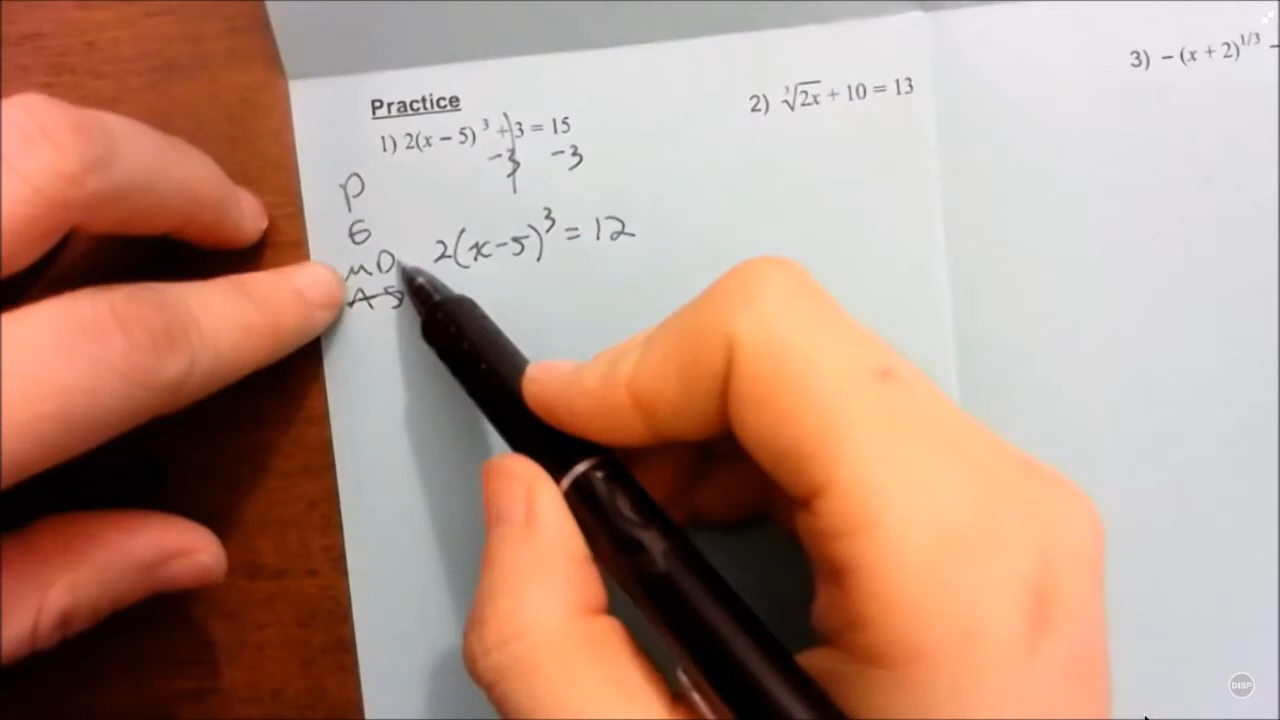 Practice
1) 2(x – 5)³ + 3 = 15
-3 -3
2) ∛2x + 10 = 13
3) – (x + 2)^1/3 –
P
E
MD 2(x-5)³ = 12
AS
DISP